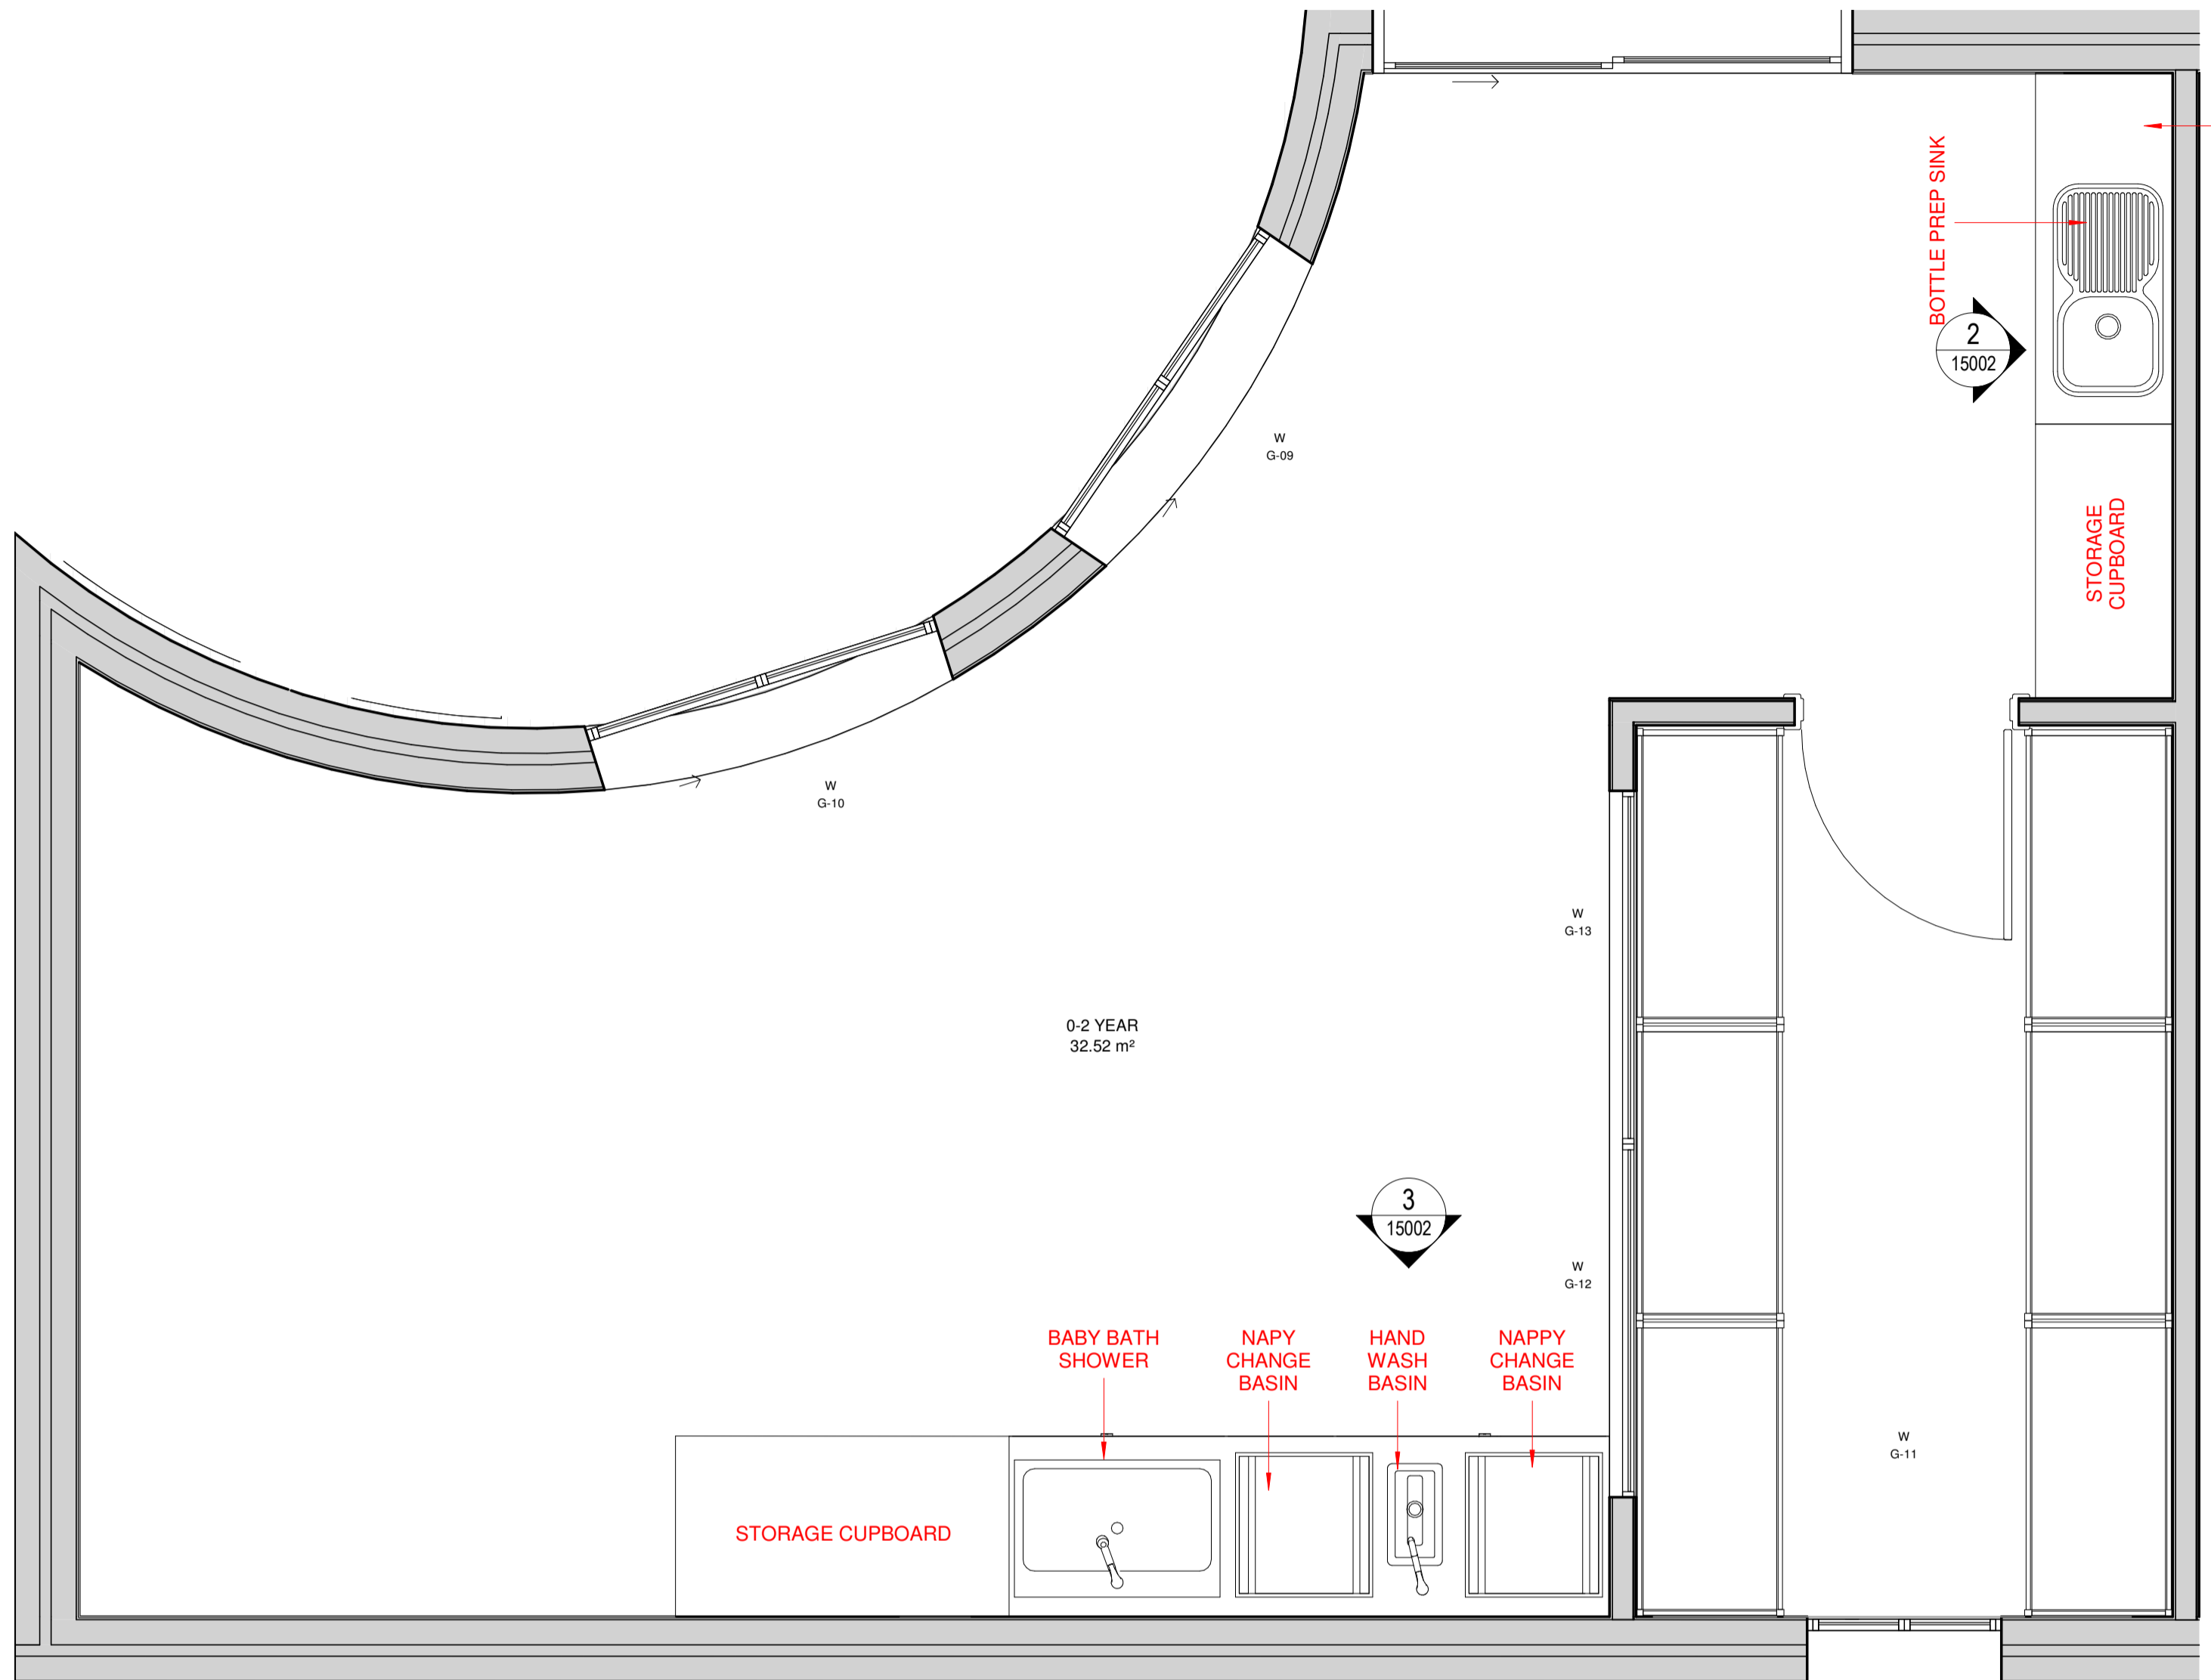 BOTTLE PREP SINK
2
15002
W
G-09
STORAGE
CUPBOARD
W
G-10
W
G-13
0-2 YEAR
32.52 m²
3
15002
W
G-12
BABY BATH
SHOWER
NAPY
CHANGE
BASIN
HAND
WASH
BASIN
NAPPY
CHANGE
BASIN
W
G-11
STORAGE CUPBOARD